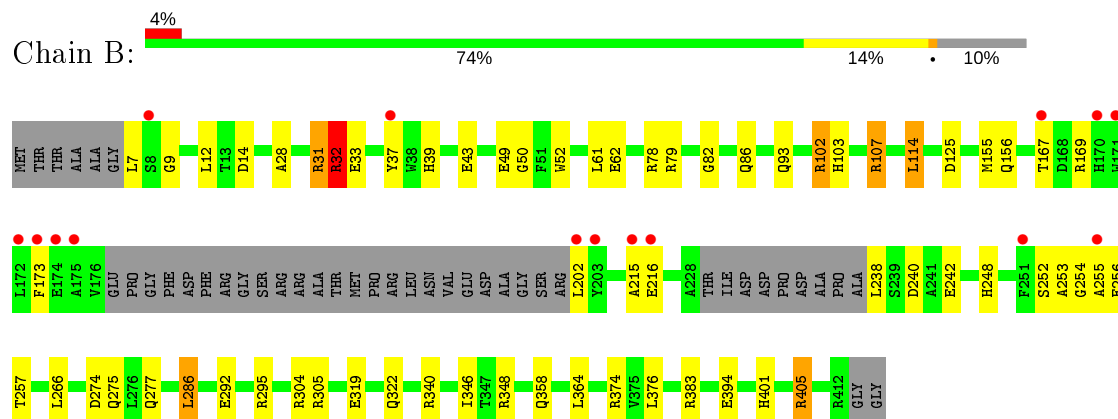 4%
Chain B:
74% 14% • 10%
MET THR THR ALA ALA GLY L7 S8 G9 L12 T13 D14 A28 R31 R32 E33 Y37 W38 H39 E43 E49 G50 F51 W52 L61 E62 R78 R79 G82 Q86 Q93 R102 H103 R107 L114 D125 M155 Q156 T167 D168 R169 H170 W171
L172 F173 E174 A175 V176 GLU PRO GLY PHE ASP PHE ARG GLY SER ARG ARG ALA THR MET PRO ARG LEU ASN VAL GLU ASP ALA GLY SER ARG L202 Y203 A215 E216 A228 THR ILE ASP ASP PRO ASP ALA PRO ALA L238 S239 D240 A241 E242 H248 F251 S252 A253 G254 A255
T257 L266 D274 Q275 L276 Q277 L286 E292 R295 R304 R305 E319 Q322 R340 I346 T347 R348 Q358 L364 R374 V375 L376 R383 E394 H401 R405 R412 GLY GLY